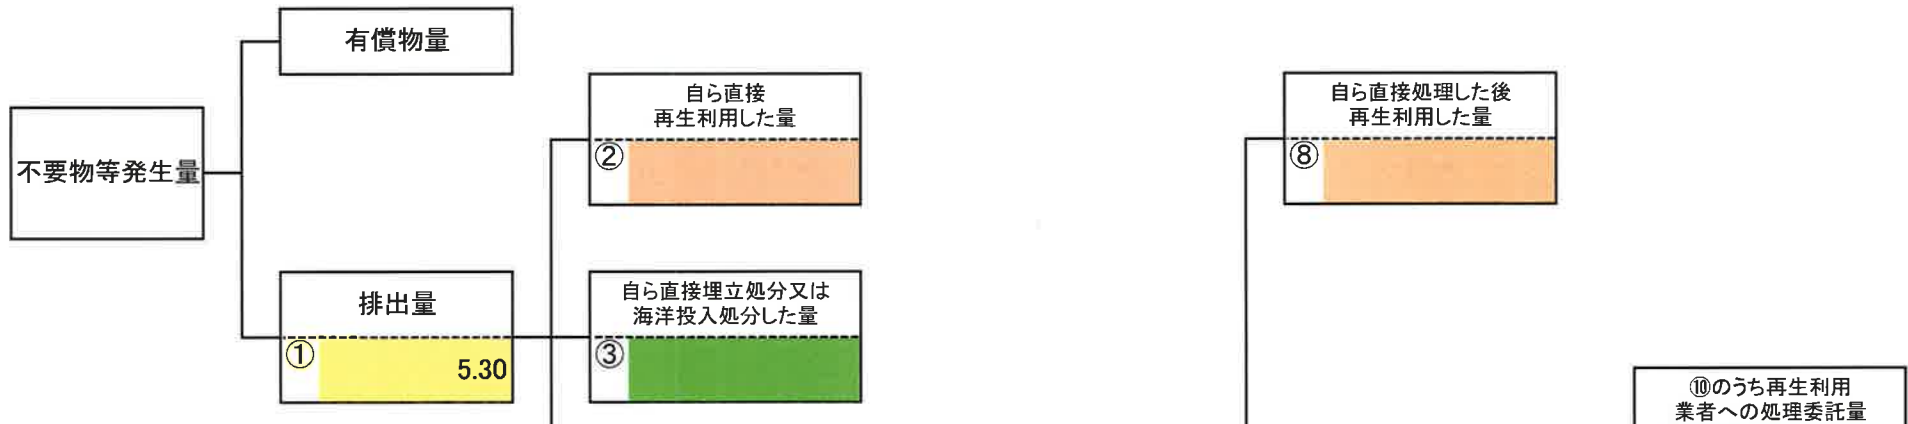 有償物量
不要物等発生量
自ら直接
再生利用した量
②
自ら直接処理した後
再生利用した量
⑧
排出量
①
5.30
自ら直接埋立処分又は
海洋投入処分した量
③
⑩のうち再生利用
業者への処理委託量